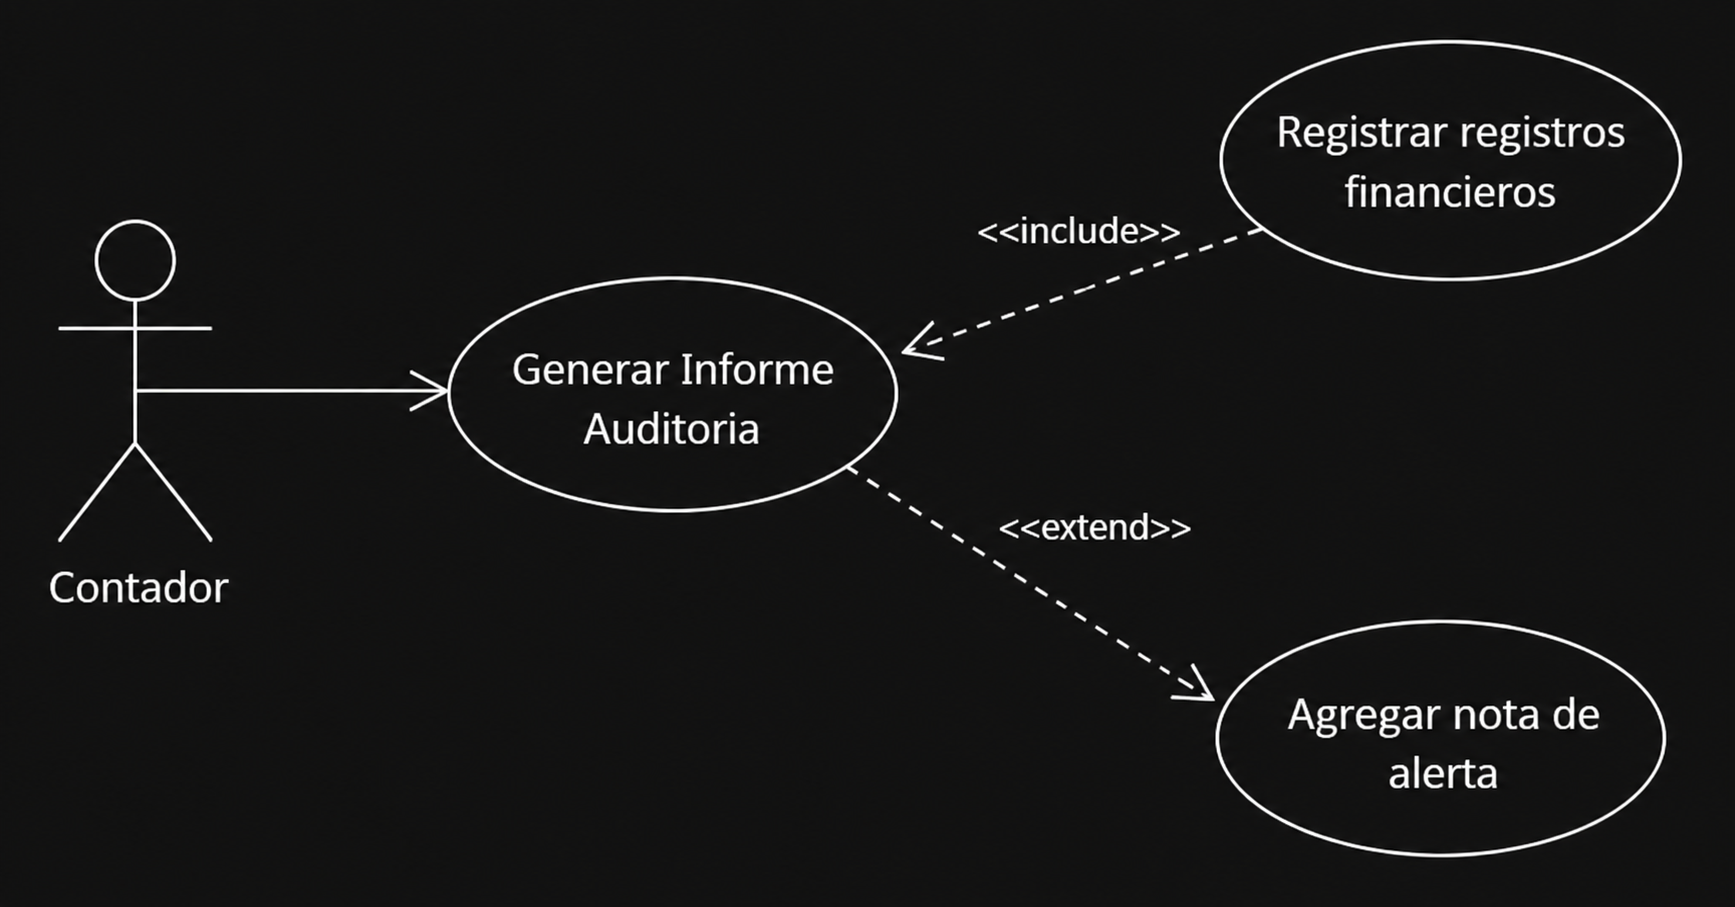 Registrar registros
financieros
<<include>>
Generar Informe
Auditoria
<<extend>>
Contador
Agregar nota de
alerta